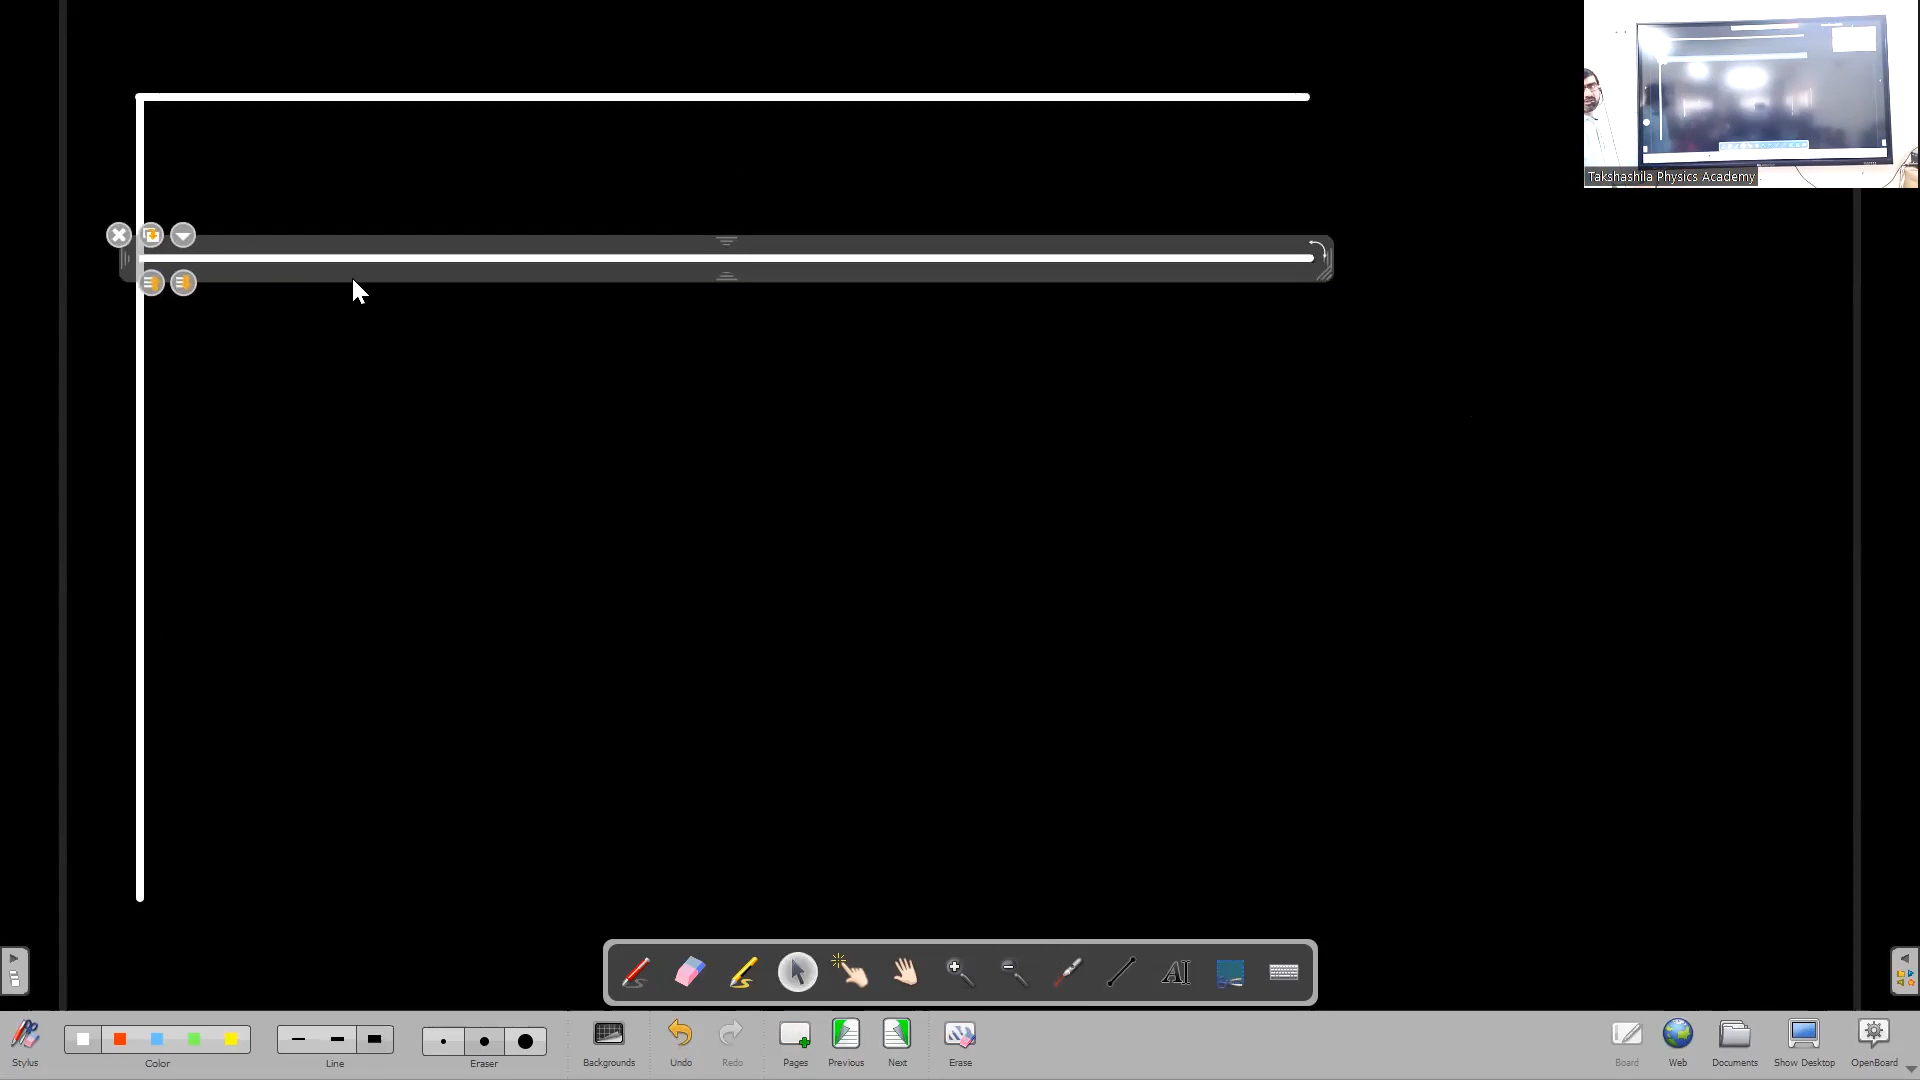 Takshashila Physics Academy
Stylus
Color
Line
Eraser
Backgrounds
Undo
Redo
Pages
Previous
Next
Erase
Board
Web
Documents
Show Desktop
OpenBoard
AI